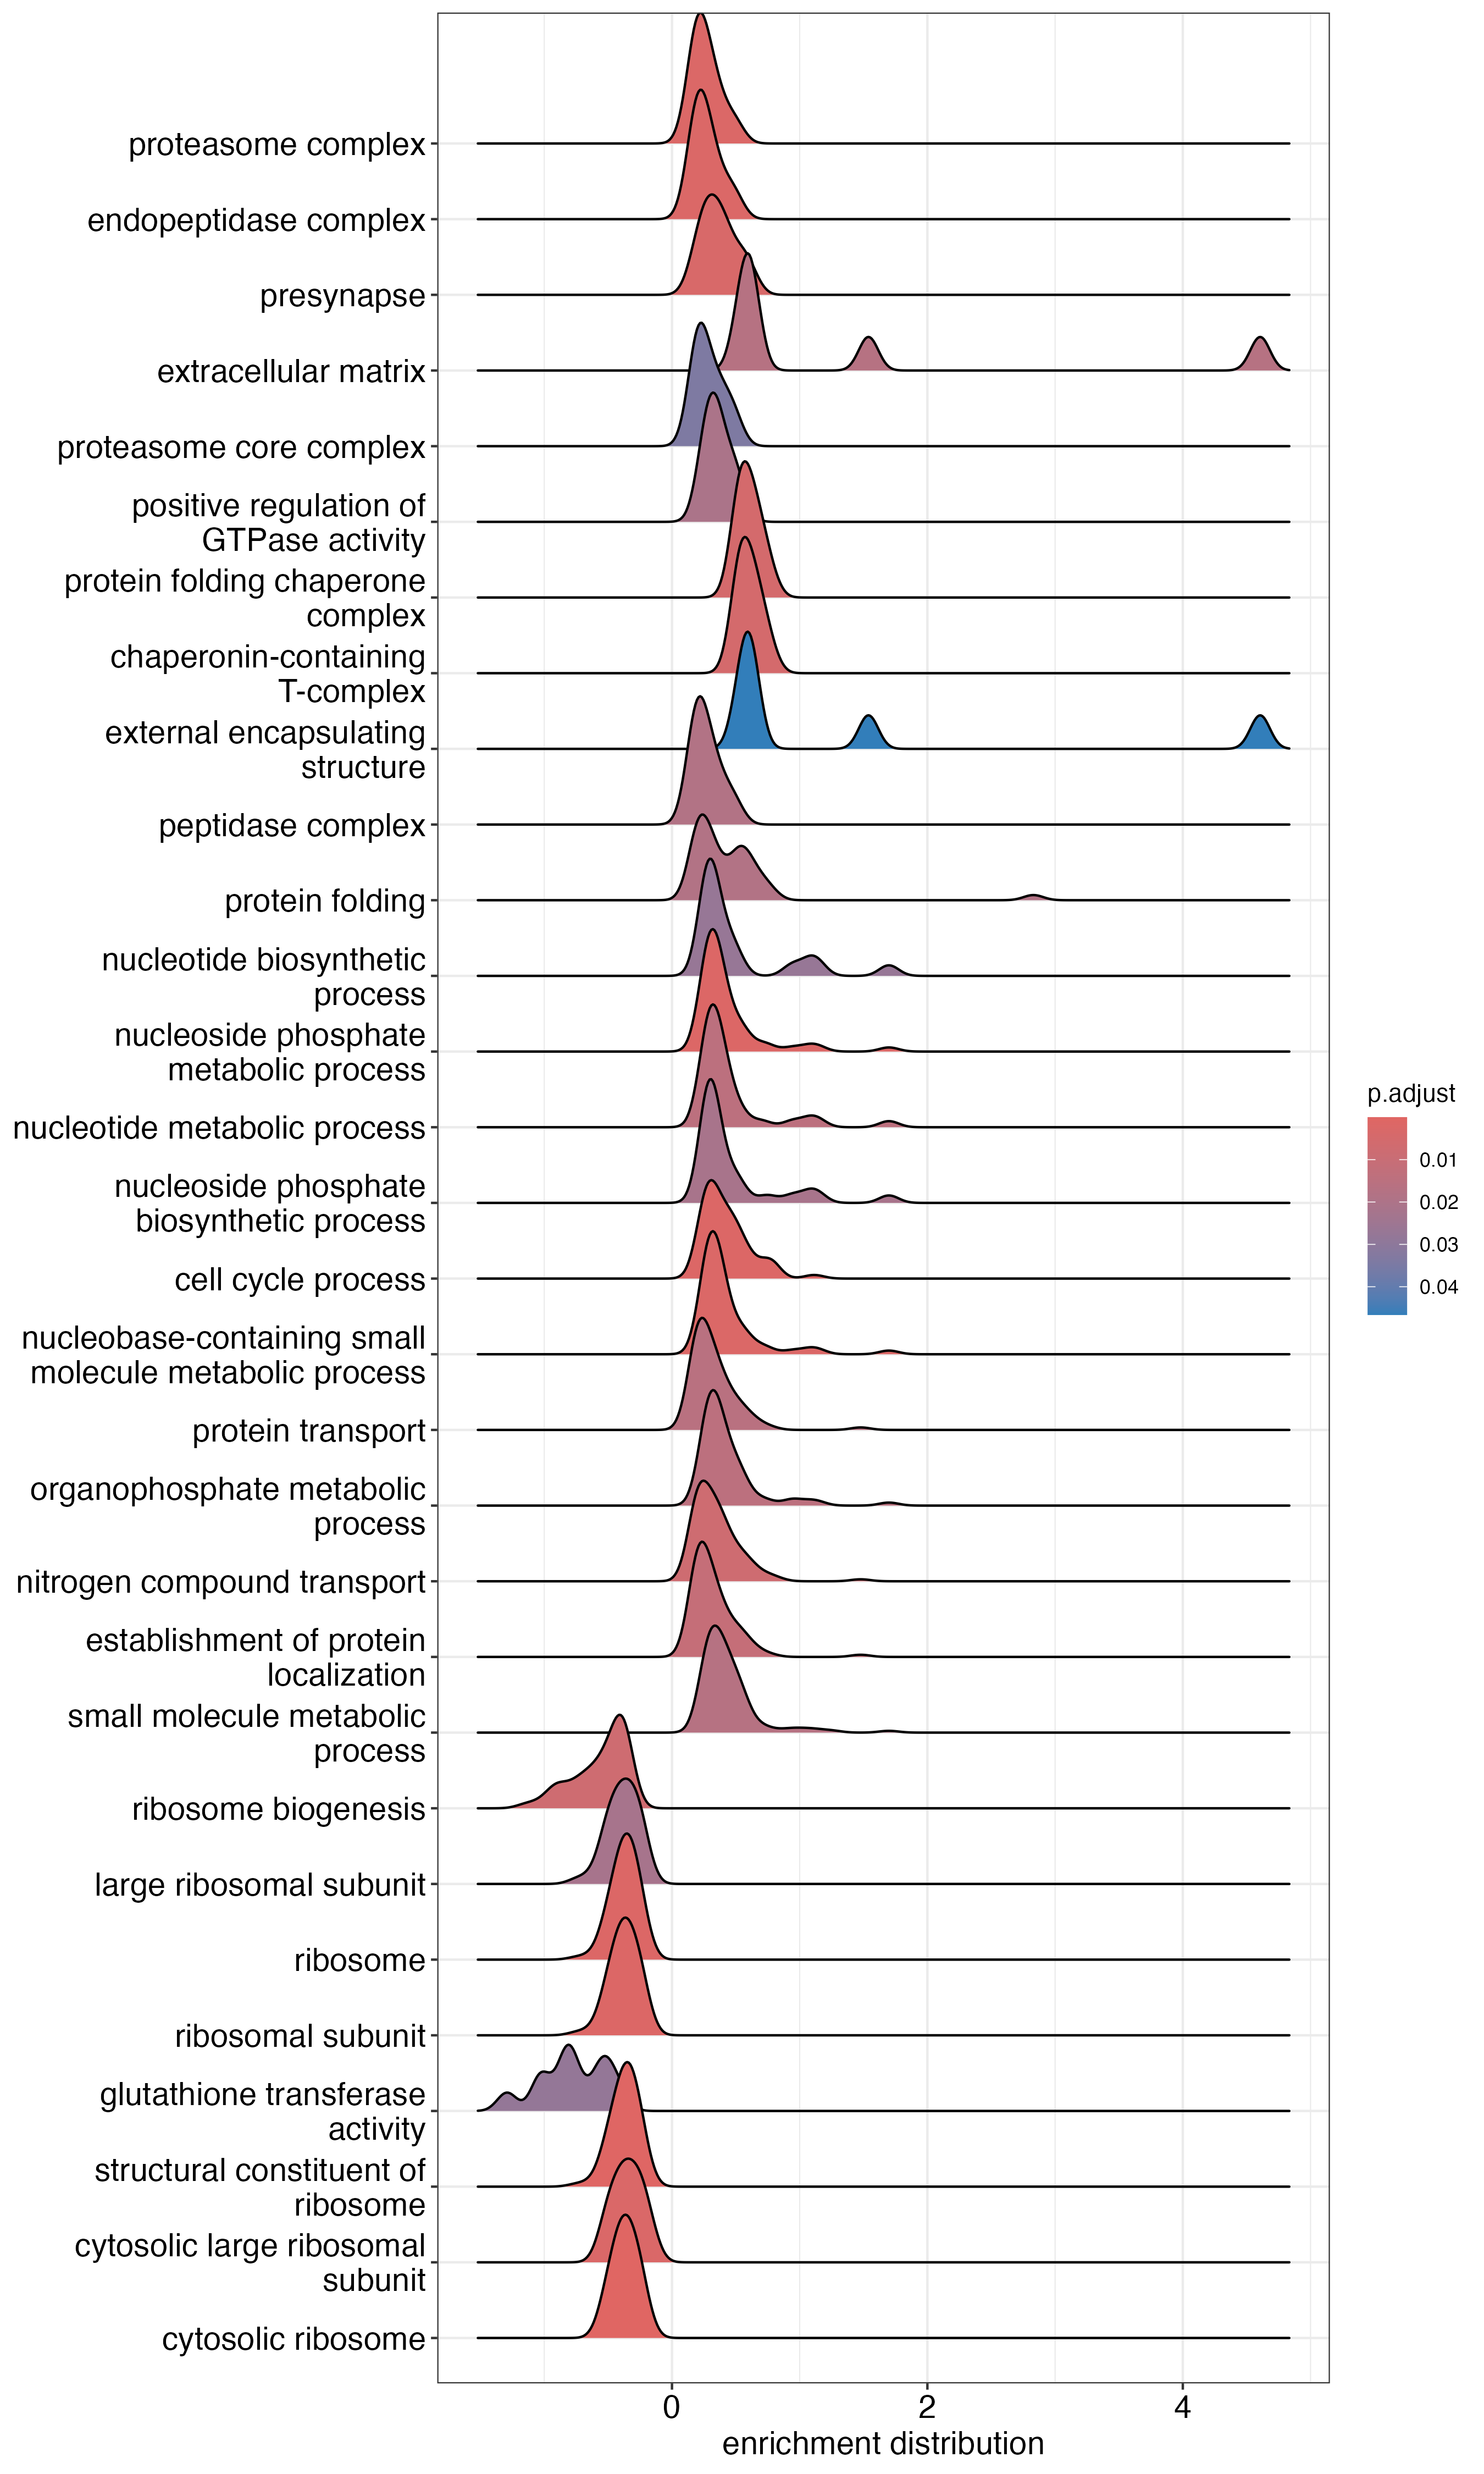 proteasome complex
endopeptidase complex
presynapse
extracellular matrix
proteasome core complex
positive regulation of
GTPase activity
protein folding chaperone
complex
chaperonin-containing
T-complex
external encapsulating
structure
peptidase complex
protein folding
nucleotide biosynthetic
process
nucleoside phosphate
metabolic process
nucleotide metabolic process
nucleoside phosphate
biosynthetic process
cell cycle process
nucleobase-containing small
molecule metabolic process
protein transport
organophosphate metabolic
process
nitrogen compound transport
establishment of protein
localization
small molecule metabolic
process
ribosome biogenesis
large ribosomal subunit
ribosome
ribosomal subunit
glutathione transferase
activity
structural constituent of
ribosome
cytosolic large ribosomal
subunit
cytosolic ribosome
0 2 4
enrichment distribution
p.adjust
0.01
0.02
0.03
0.04